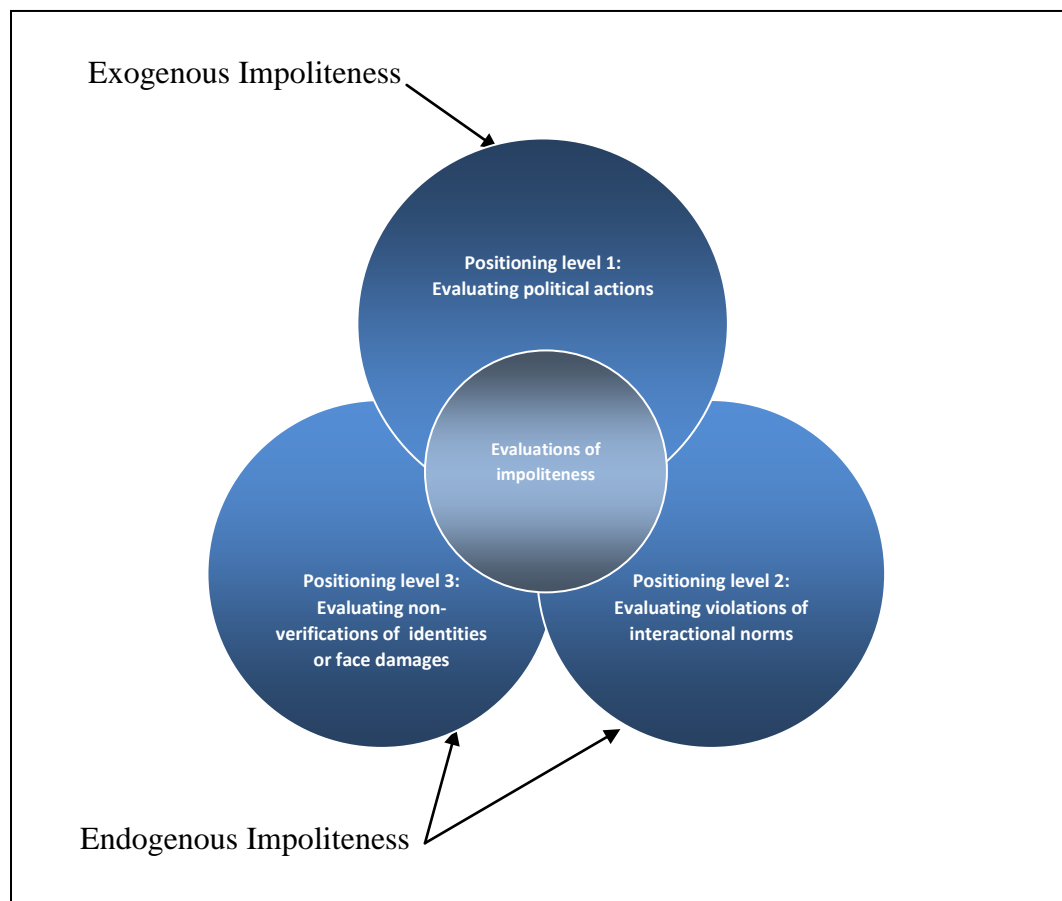 Exogenous Impoliteness
Positioning level 1:
Evaluating political actions
Evaluations of
impoliteness
Positioning level 3:
Evaluating non-
verifications of identities
or face damages
Positioning level 2:
Evaluating violations of
interactional norms
Endogenous Impoliteness